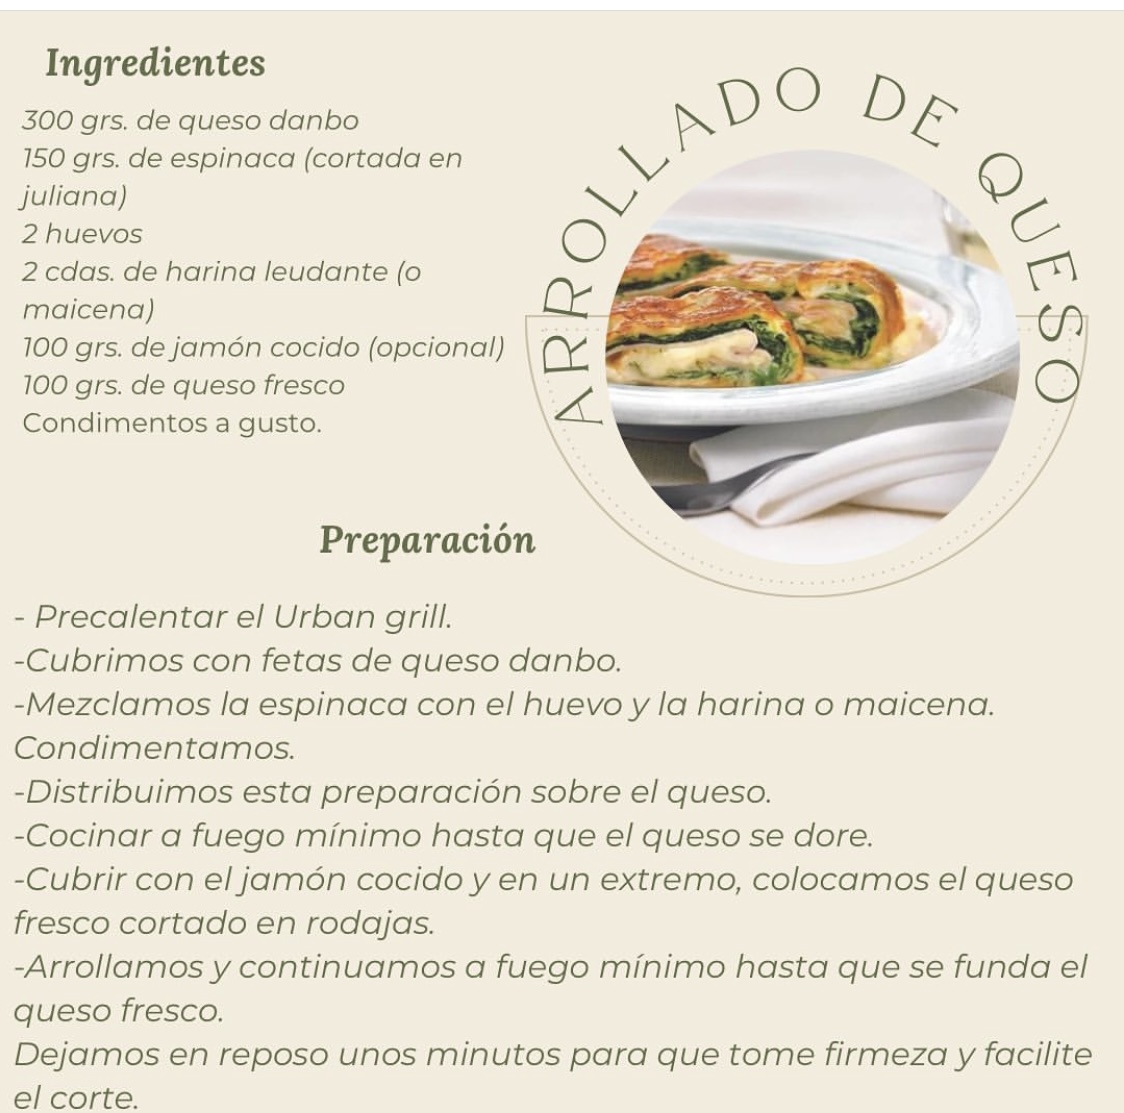 Ingredientes
300 grs. de queso danbo
150 grs. de espinaca (cortada en
juliana)
2 huevos
2 cdas. de harina leudante (o
maicena)
100 grs. de jamón cocido (opcional)
100 grs. de queso fresco
Condimentos a gusto.
ARROLLADO DE QUESO
Preparación
- Precalentar el Urban grill.
-Cubrimos con fetas de queso danbo.
-Mezclamos la espinaca con el huevo y la harina o maicena.
Condimentamos.
-Distribuimos esta preparación sobre el queso.
-Cocinar a fuego mínimo hasta que el queso se dore.
-Cubrir con el jamón cocido y en un extremo, colocamos el queso
fresco cortado en rodajas.
-Arrollamos y continuamos a fuego mínimo hasta que se funda el
queso fresco.
Dejamos en reposo unos minutos para que tome firmeza y facilite
el corte.